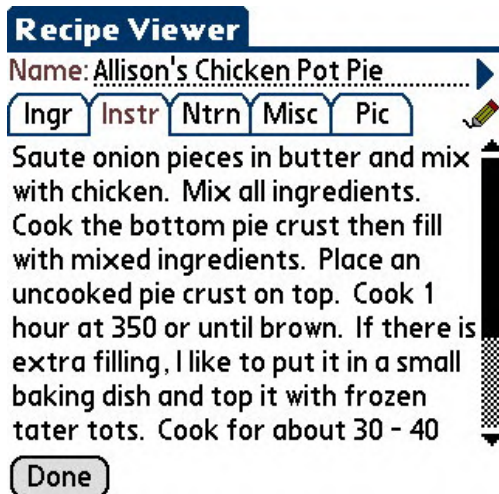 Recipe Viewer
Name: Allison's Chicken Pot Pie
Ingr Instr Ntrn Misc Pic
Saute onion pieces in butter and mix
with chicken. Mix all ingredients.
Cook the bottom pie crust then fill
with mixed ingredients. Place an
uncooked pie crust on top. Cook 1
hour at 350 or until brown. If there is
extra filling, I like to put it in a small
baking dish and top it with frozen
tater tots. Cook for about 30 - 40
Done